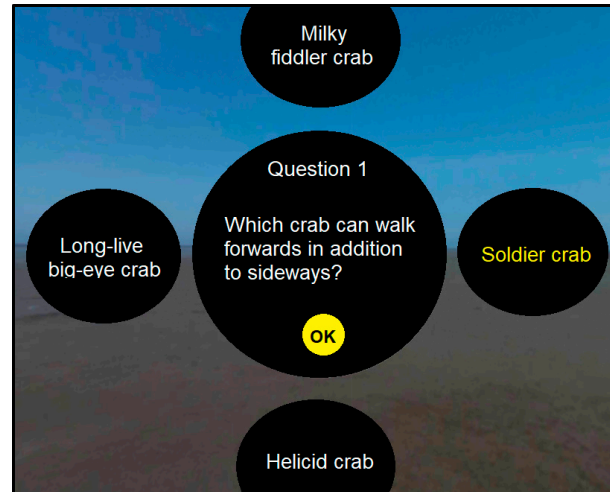 Milky
fiddler crab
Question 1
Which crab can walk
forwards in addition
to sideways?
OK
Long-live
big-eye crab
Soldier crab
Helicid crab